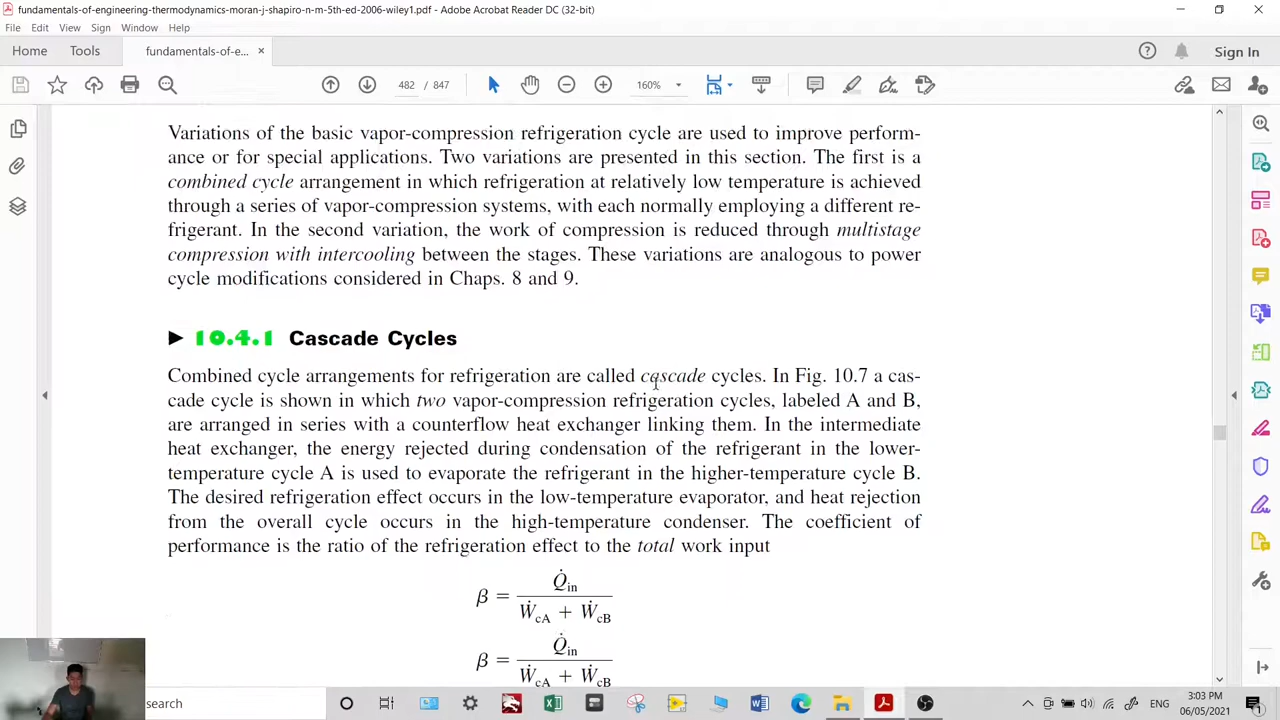 fundamentals-of-engineering-thermodynamics-moran-j-shapiro-n-m-5th-ed-2006-wiley1.pdf - Adobe Acrobat Reader DC (32-bit)
File Edit View Sign Window Help
Home Tools fundamentals-of-e... × Sign In
482 / 847 160%
Variations of the basic vapor-compression refrigeration cycle are used to improve perform-
ance or for special applications. Two variations are presented in this section. The first is a
combined cycle arrangement in which refrigeration at relatively low temperature is achieved
through a series of vapor-compression systems, with each normally employing a different re-
frigerant. In the second variation, the work of compression is reduced through multistage
compression with intercooling between the stages. These variations are analogous to power
cycle modifications considered in Chaps. 8 and 9.
► 10.4.1 Cascade Cycles
Combined cycle arrangements for refrigeration are called cascade cycles. In Fig. 10.7 a cas-
cade cycle is shown in which two vapor-compression refrigeration cycles, labeled A and B,
are arranged in series with a counterflow heat exchanger linking them. In the intermediate
heat exchanger, the energy rejected during condensation of the refrigerant in the lower-
temperature cycle A is used to evaporate the refrigerant in the higher-temperature cycle B.
The desired refrigeration effect occurs in the low-temperature evaporator, and heat rejection
from the overall cycle occurs in the high-temperature condenser. The coefficient of
performance is the ratio of the refrigeration effect to the total work input
β = Q̇in / (ẆcA + ẆcB)
β = Q̇in / (ẆcA + ẆcB)
search ENG 3:03 PM
06/05/2021